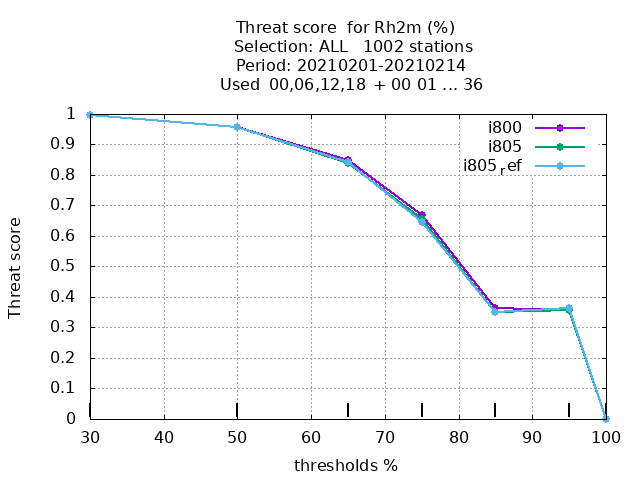 Threat score  for Rh2m (%)
Selection: ALL   1002 stations
Period: 20210201-20210214
Used  00,06,12,18  + 00 01 ... 36
i800
i805
i805ᵣef
Threat score
1
0.9
0.8
0.7
0.6
0.5
0.4
0.3
0.2
0.1
0
30 40 50 60 70 80 90 100
thresholds %